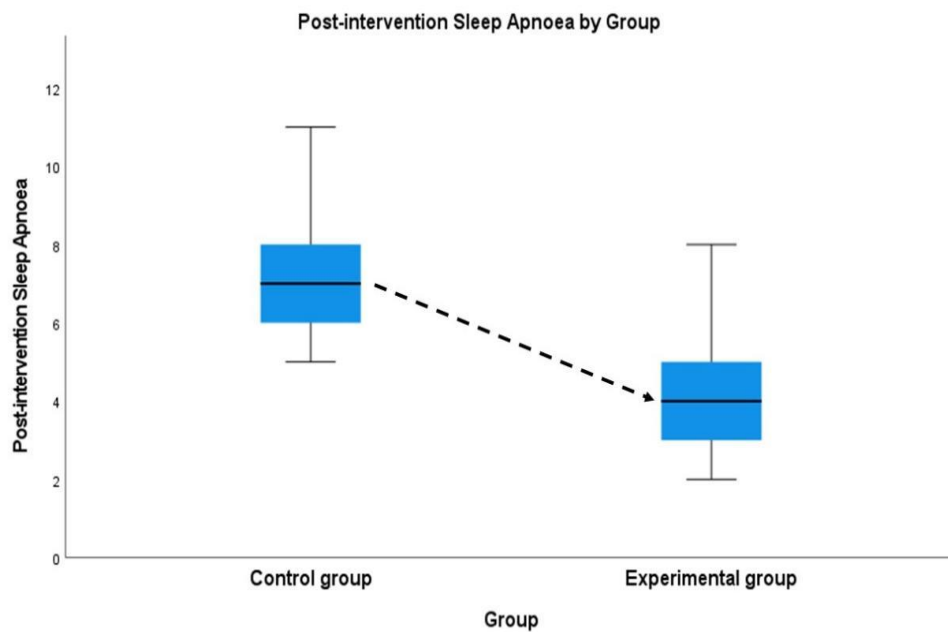 Post-intervention Sleep Apnoea by Group
Post-intervention Sleep Apnoea
12
10
8
6
4
2
0
Control group
Experimental group
Group